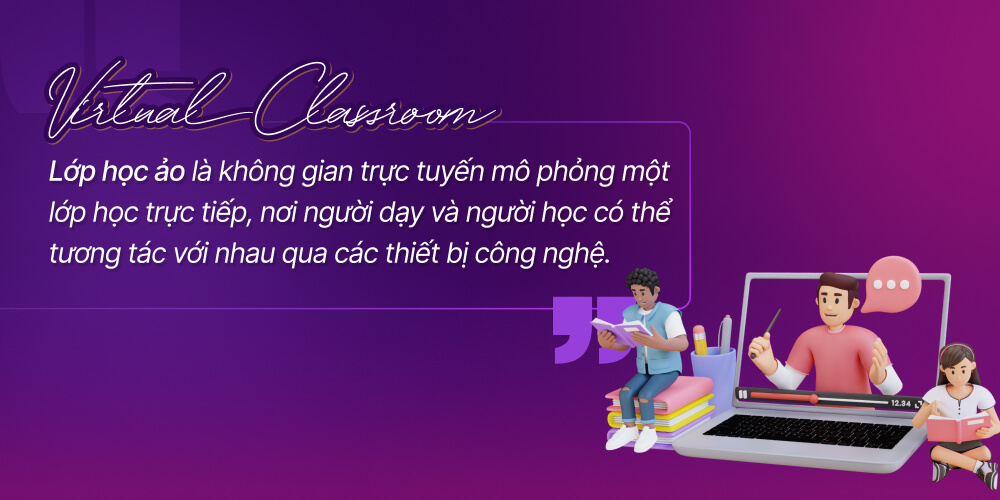 Virtual Classroom
Lớp học ảo là không gian trực tuyến mô phỏng một
lớp học trực tiếp, nơi người dạy và người học có thể
tương tác với nhau qua các thiết bị công nghệ.
12.34